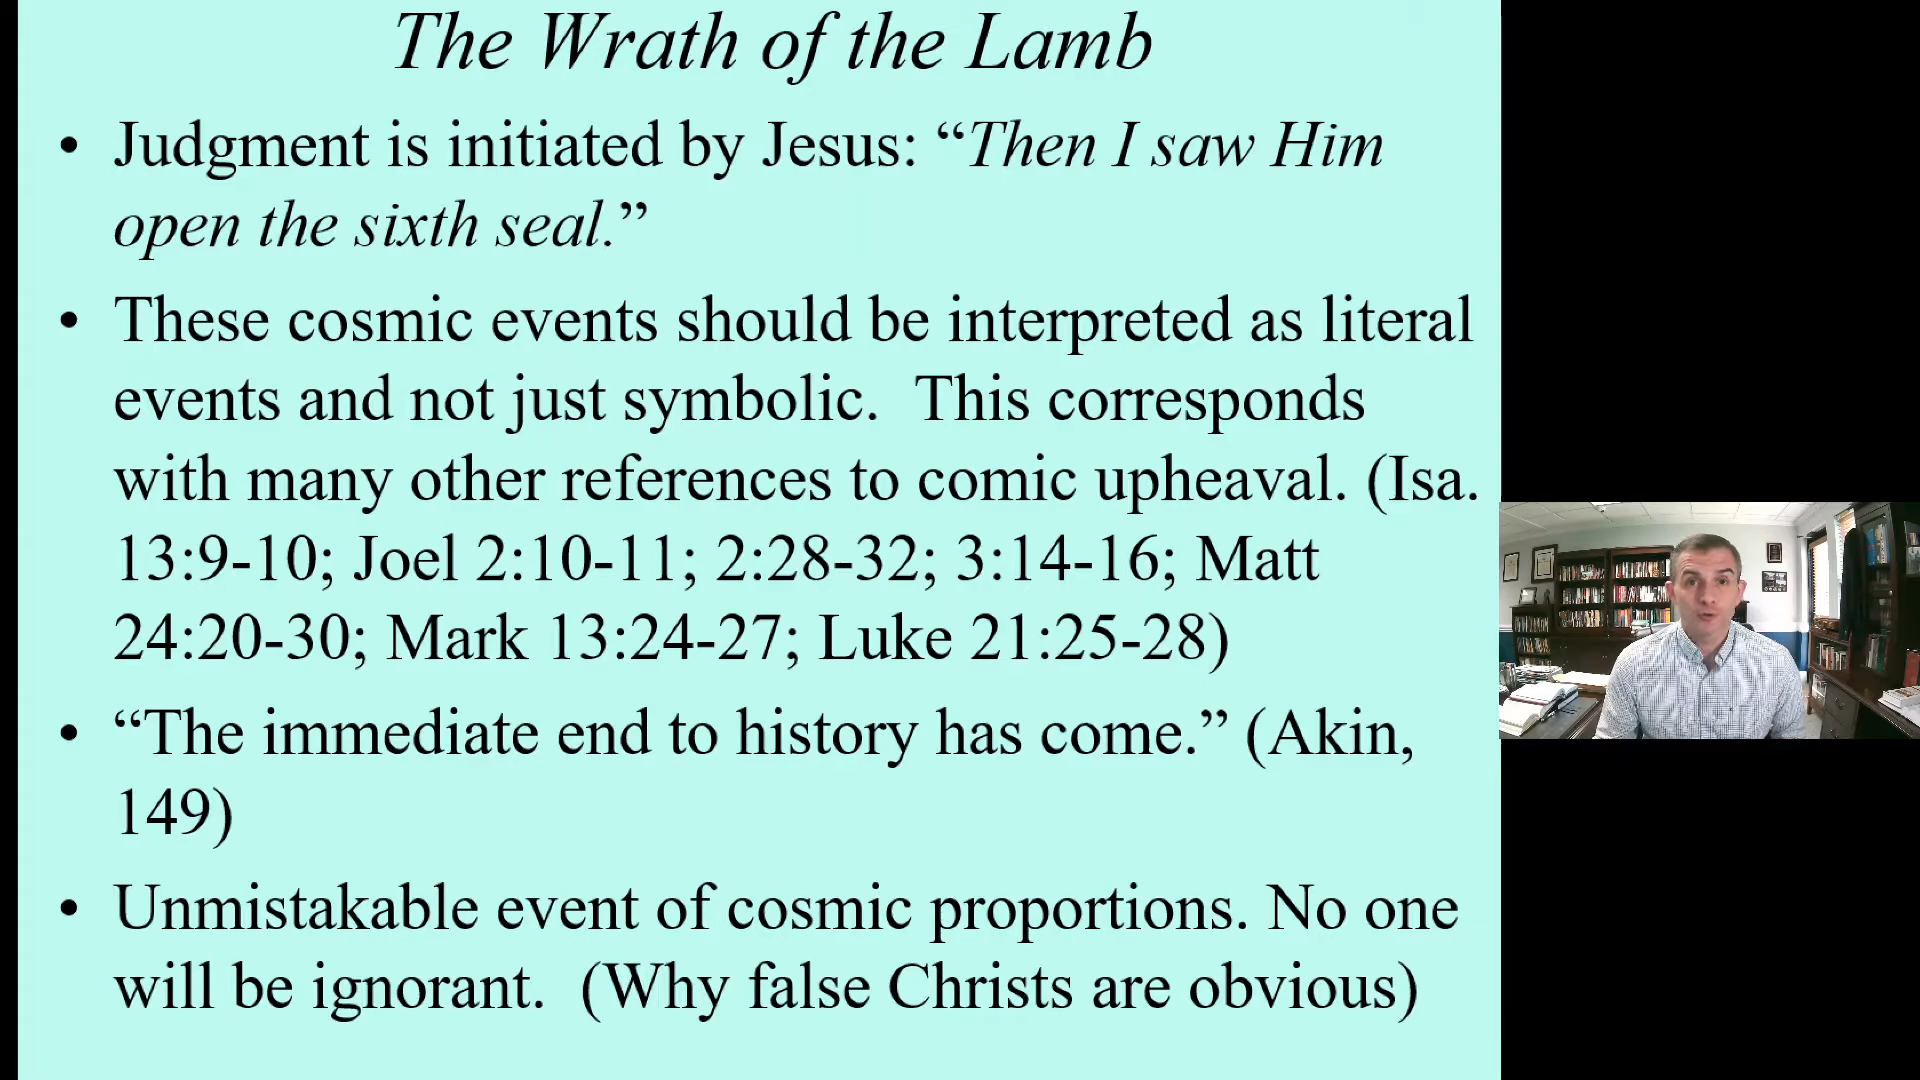 The Wrath of the Lamb
• Judgment is initiated by Jesus: “Then I saw Him
open the sixth seal.”
• These cosmic events should be interpreted as literal
events and not just symbolic.  This corresponds
with many other references to comic upheaval. (Isa.
13:9-10; Joel 2:10-11; 2:28-32; 3:14-16; Matt
24:20-30; Mark 13:24-27; Luke 21:25-28)
• “The immediate end to history has come.” (Akin,
149)
• Unmistakable event of cosmic proportions. No one
will be ignorant.  (Why false Christs are obvious)